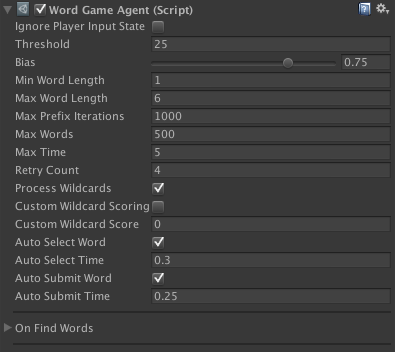 Word Game Agent (Script)
Ignore Player Input State
Threshold 25
Bias 0.75
Min Word Length 1
Max Word Length 6
Max Prefix Iterations 1000
Max Words 500
Max Time 5
Retry Count 4
Process Wildcards
Custom Wildcard Scoring
Custom Wildcard Score 0
Auto Select Word
Auto Select Time 0.3
Auto Submit Word
Auto Submit Time 0.25
On Find Words